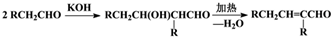 2 RCH₂CHO KOH RCH₂CH(OH)CHCHO 加热 RCH₂CH=CCHO
—H₂O
R R